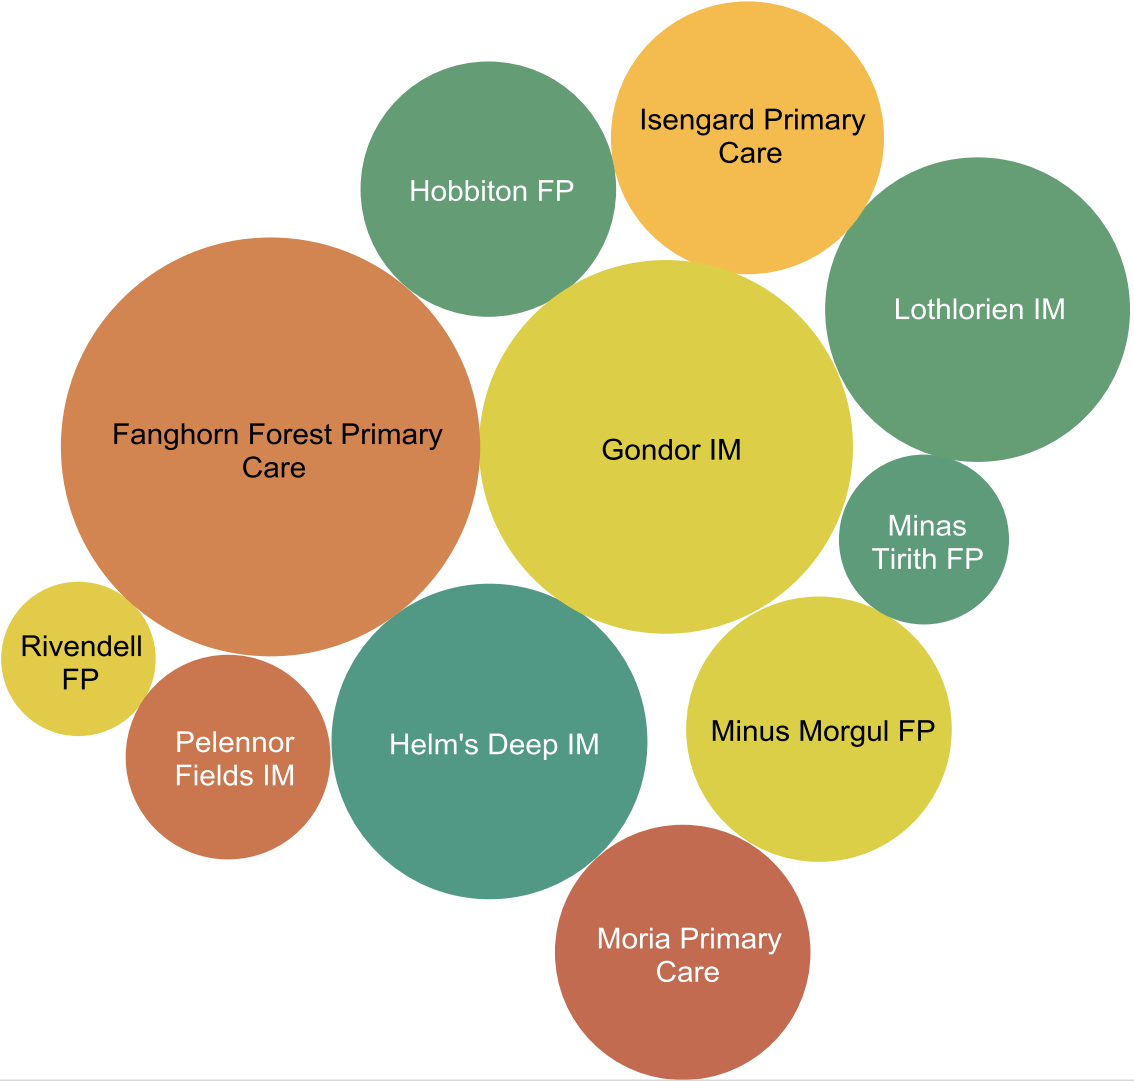 Isengard Primary
Care
Hobbiton FP
Lothlorien IM
Fanghorn Forest Primary
Care
Gondor IM
Minas
Tirith FP
Rivendell
FP
Pelennor
Fields IM
Helm's Deep IM
Minus Morgul FP
Moria Primary
Care